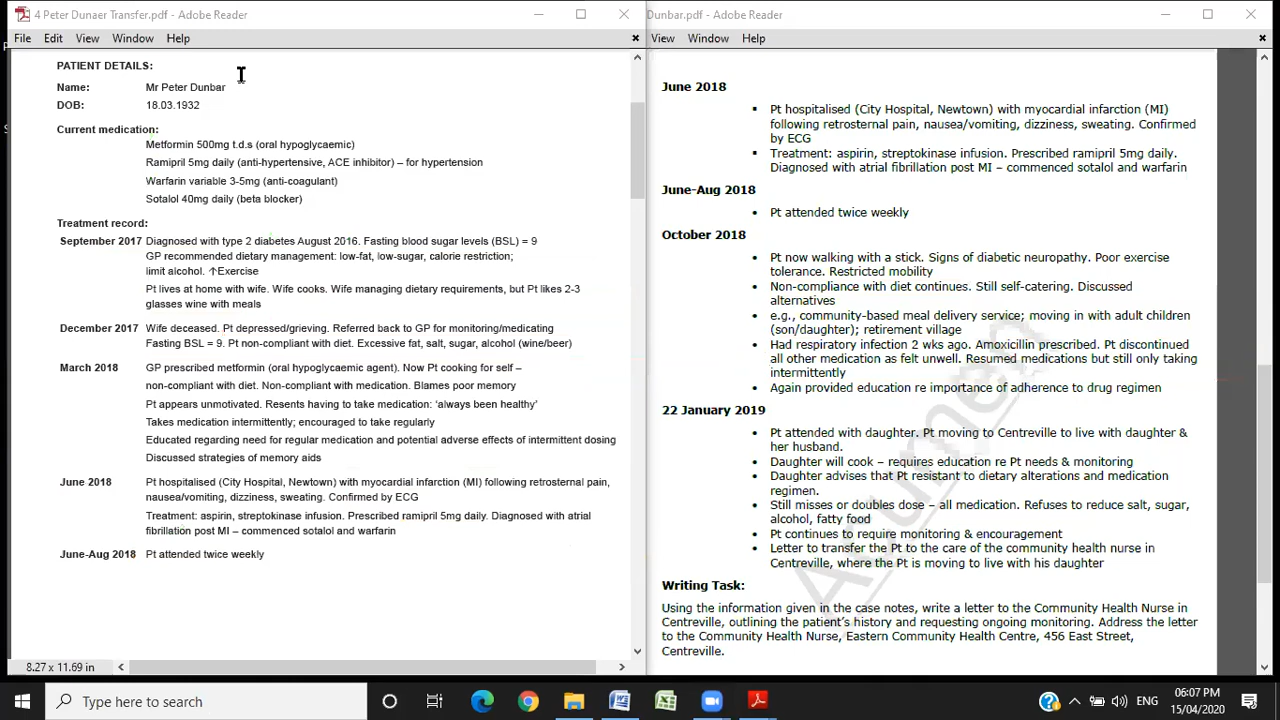 4 Peter Dunaer Transfer.pdf - Adobe Reader
File Edit View Window Help
PATIENT DETAILS:
Name: Mr Peter Dunbar
DOB: 18.03.1932
Current medication:
Metformin 500mg t.d.s (oral hypoglycaemic)
Ramipril 5mg daily (anti-hypertensive, ACE inhibitor) – for hypertension
Warfarin variable 3-5mg (anti-coagulant)
Sotalol 40mg daily (beta blocker)
Treatment record:
September 2017 Diagnosed with type 2 diabetes August 2016. Fasting blood sugar levels (BSL) = 9
GP recommended dietary management: low-fat, low-sugar, calorie restriction;
limit alcohol. ↑Exercise
Pt lives at home with wife. Wife cooks. Wife managing dietary requirements, but Pt likes 2-3
glasses wine with meals
December 2017 Wife deceased. Pt depressed/grieving. Referred back to GP for monitoring/medicating
Fasting BSL = 9. Pt non-compliant with diet. Excessive fat, salt, sugar, alcohol (wine/beer)
March 2018 GP prescribed metformin (oral hypoglycaemic agent). Now Pt cooking for self –
non-compliant with diet. Non-compliant with medication. Blames poor memory
Pt appears unmotivated. Resents having to take medication: ‘always been healthy’
Takes medication intermittently; encouraged to take regularly
Educated regarding need for regular medication and potential adverse effects of intermittent dosing
Discussed strategies of memory aids
June 2018 Pt hospitalised (City Hospital, Newtown) with myocardial infarction (MI) following retrosternal pain,
nausea/vomiting, dizziness, sweating. Confirmed by ECG
Treatment: aspirin, streptokinase infusion. Prescribed ramipril 5mg daily. Diagnosed with atrial
fibrillation post MI – commenced sotalol and warfarin
June-Aug 2018 Pt attended twice weekly
8.27 x 11.69 in
Dunbar.pdf - Adobe Reader
View Window Help
June 2018
▪ Pt hospitalised (City Hospital, Newtown) with myocardial infarction (MI)
following retrosternal pain, nausea/vomiting, dizziness, sweating. Confirmed
by ECG
▪ Treatment: aspirin, streptokinase infusion. Prescribed ramipril 5mg daily.
Diagnosed with atrial fibrillation post MI – commenced sotalol and warfarin
June-Aug 2018
• Pt attended twice weekly
October 2018
• Pt now walking with a stick. Signs of diabetic neuropathy. Poor exercise
tolerance. Restricted mobility
• Non-compliance with diet continues. Still self-catering. Discussed
alternatives
• e.g., community-based meal delivery service; moving in with adult children
(son/daughter); retirement village
• Had respiratory infection 2 wks ago. Amoxicillin prescribed. Pt discontinued
all other medication as felt unwell. Resumed medications but still only taking
intermittently
• Again provided education re importance of adherence to drug regimen
22 January 2019
• Pt attended with daughter. Pt moving to Centreville to live with daughter &
her husband.
• Daughter will cook – requires education re Pt needs & monitoring
• Daughter advises that Pt resistant to dietary alterations and medication
regimen.
• Still misses or doubles dose – all medication. Refuses to reduce salt, sugar,
alcohol, fatty food
• Pt continues to require monitoring & encouragement
• Letter to transfer the Pt to the care of the community health nurse in
Centreville, where the Pt is moving to live with his daughter
Writing Task:
Using the information given in the case notes, write a letter to the Community Health Nurse in
Centreville, outlining the patient’s history and requesting ongoing monitoring. Address the letter
to the Community Health Nurse, Eastern Community Health Centre, 456 East Street,
Centreville.
Type here to search
ENG
06:07 PM
15/04/2020